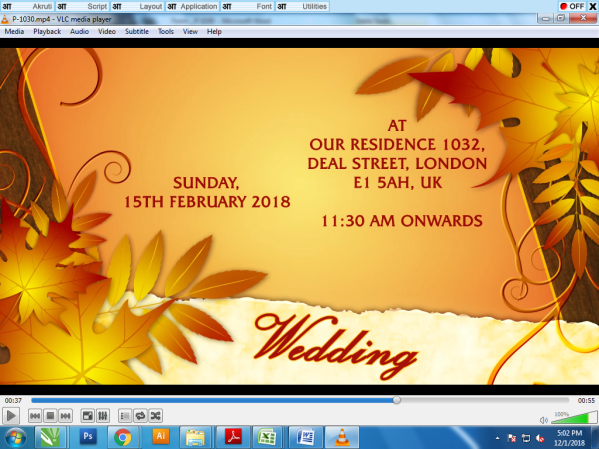 Akruti Script Layout Application Font Utilities OFF X
P-1030.mp4 - VLC media player
Media Playback Audio Video Subtitle Tools View Help
AT
OUR RESIDENCE 1032,
DEAL STREET, LONDON
E1 5AH, UK
11:30 AM ONWARDS
SUNDAY,
15TH FEBRUARY 2018
Wedding
00:37 00:55
100%
Ps Ai
5:02 PM
12/1/2018